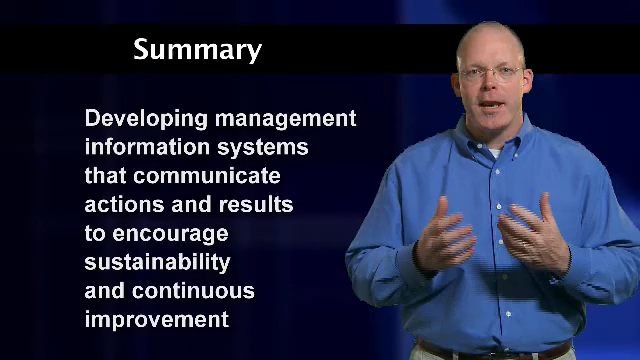 Summary
Developing management
information systems
that communicate
actions and results
to encourage
sustainability
and continuous
improvement